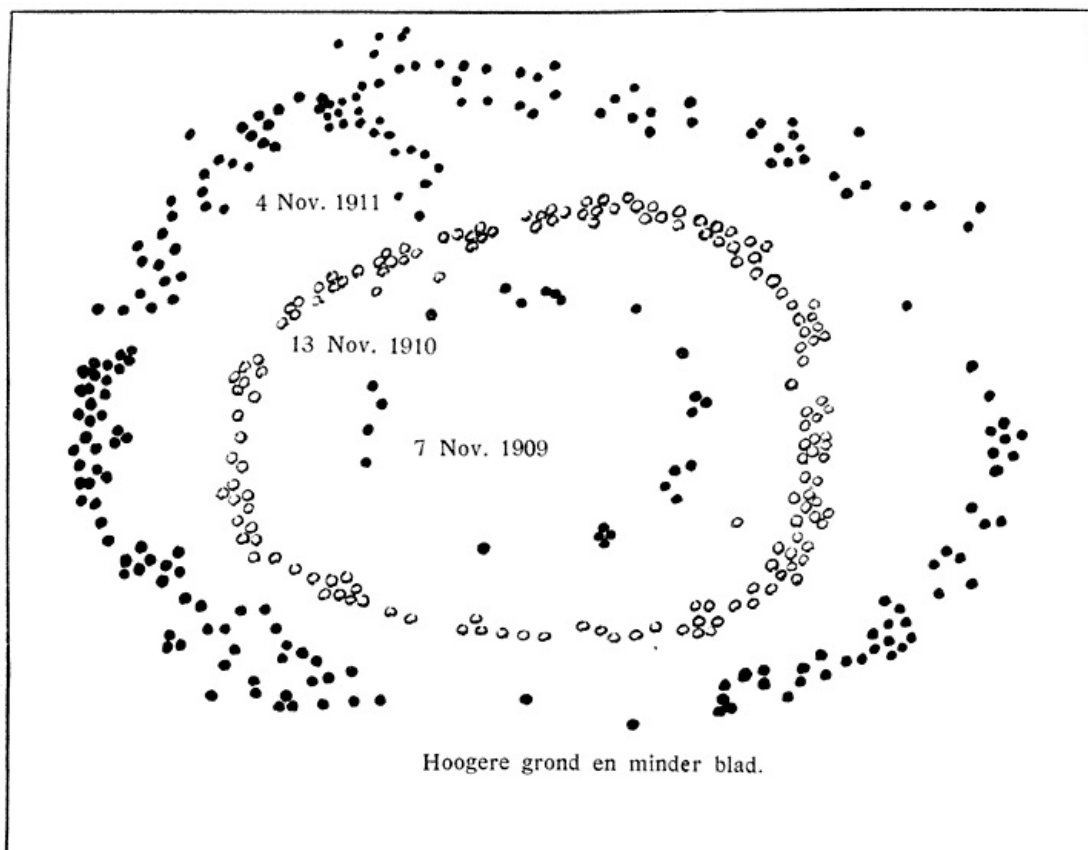 4 Nov. 1911
13 Nov. 1910
7 Nov. 1909
Hoogere grond en minder blad.